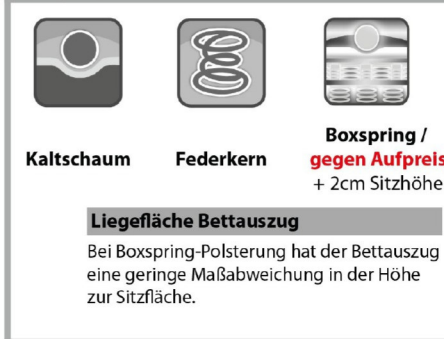 Kaltschaum
Federkern
Boxspring /
gegen Aufpreis
+ 2cm Sitzhöhe
Liegefläche Bettauszug
Bei Boxspring-Polsterung hat der Bettauszug
eine geringe Maßabweichung in der Höhe
zur Sitzfläche.